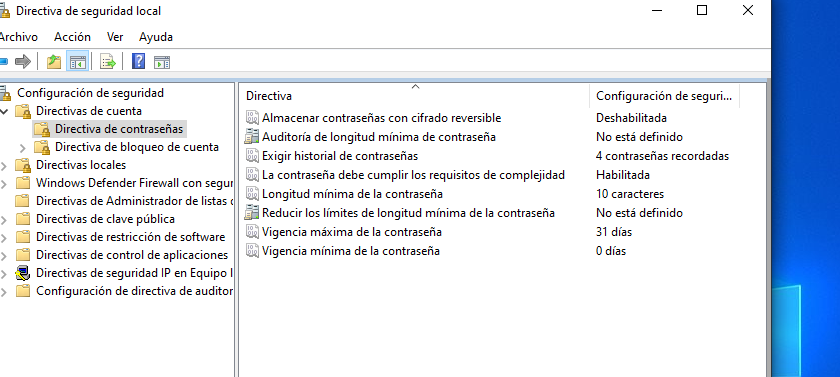 Directiva de seguridad local
Archivo Acción Ver Ayuda
Configuración de seguridad
Directivas de cuenta
Directiva de contraseñas
Directiva de bloqueo de cuenta
Directivas locales
Windows Defender Firewall con segur
Directivas de Administrador de listas d
Directivas de clave pública
Directivas de restricción de software
Directivas de control de aplicaciones
Directivas de seguridad IP en Equipo l
Configuración de directiva de auditor
Directiva Configuración de seguri...
Almacenar contraseñas con cifrado reversible Deshabilitada
Auditoría de longitud mínima de contraseña No está definido
Exigir historial de contraseñas 4 contraseñas recordadas
La contraseña debe cumplir los requisitos de complejidad Habilitada
Longitud mínima de la contraseña 10 caracteres
Reducir los límites de longitud mínima de la contraseña No está definido
Vigencia máxima de la contraseña 31 días
Vigencia mínima de la contraseña 0 días